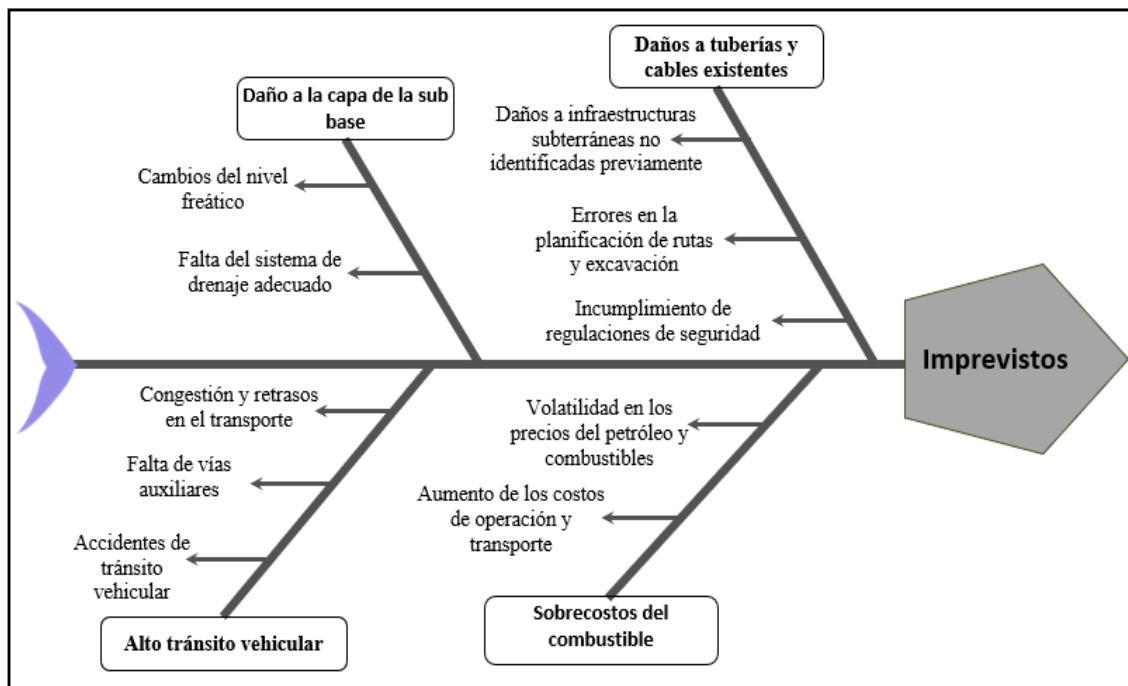 Daños a tuberías y
cables existentes
Daño a la capa de la sub
base
Daños a infraestructuras
subterráneas no
identificadas previamente
Cambios del nivel
freático
Errores en la
planificación de rutas
y excavación
Falta del sistema de
drenaje adecuado
Incumplimiento de
regulaciones de seguridad
Imprevistos
Congestión y retrasos
en el transporte
Volatilidad en los
precios del petróleo y
combustibles
Falta de vías
auxiliares
Aumento de los costos
de operación y
transporte
Accidentes de
tránsito
vehicular
Alto tránsito vehicular
Sobrecostos del
combustible